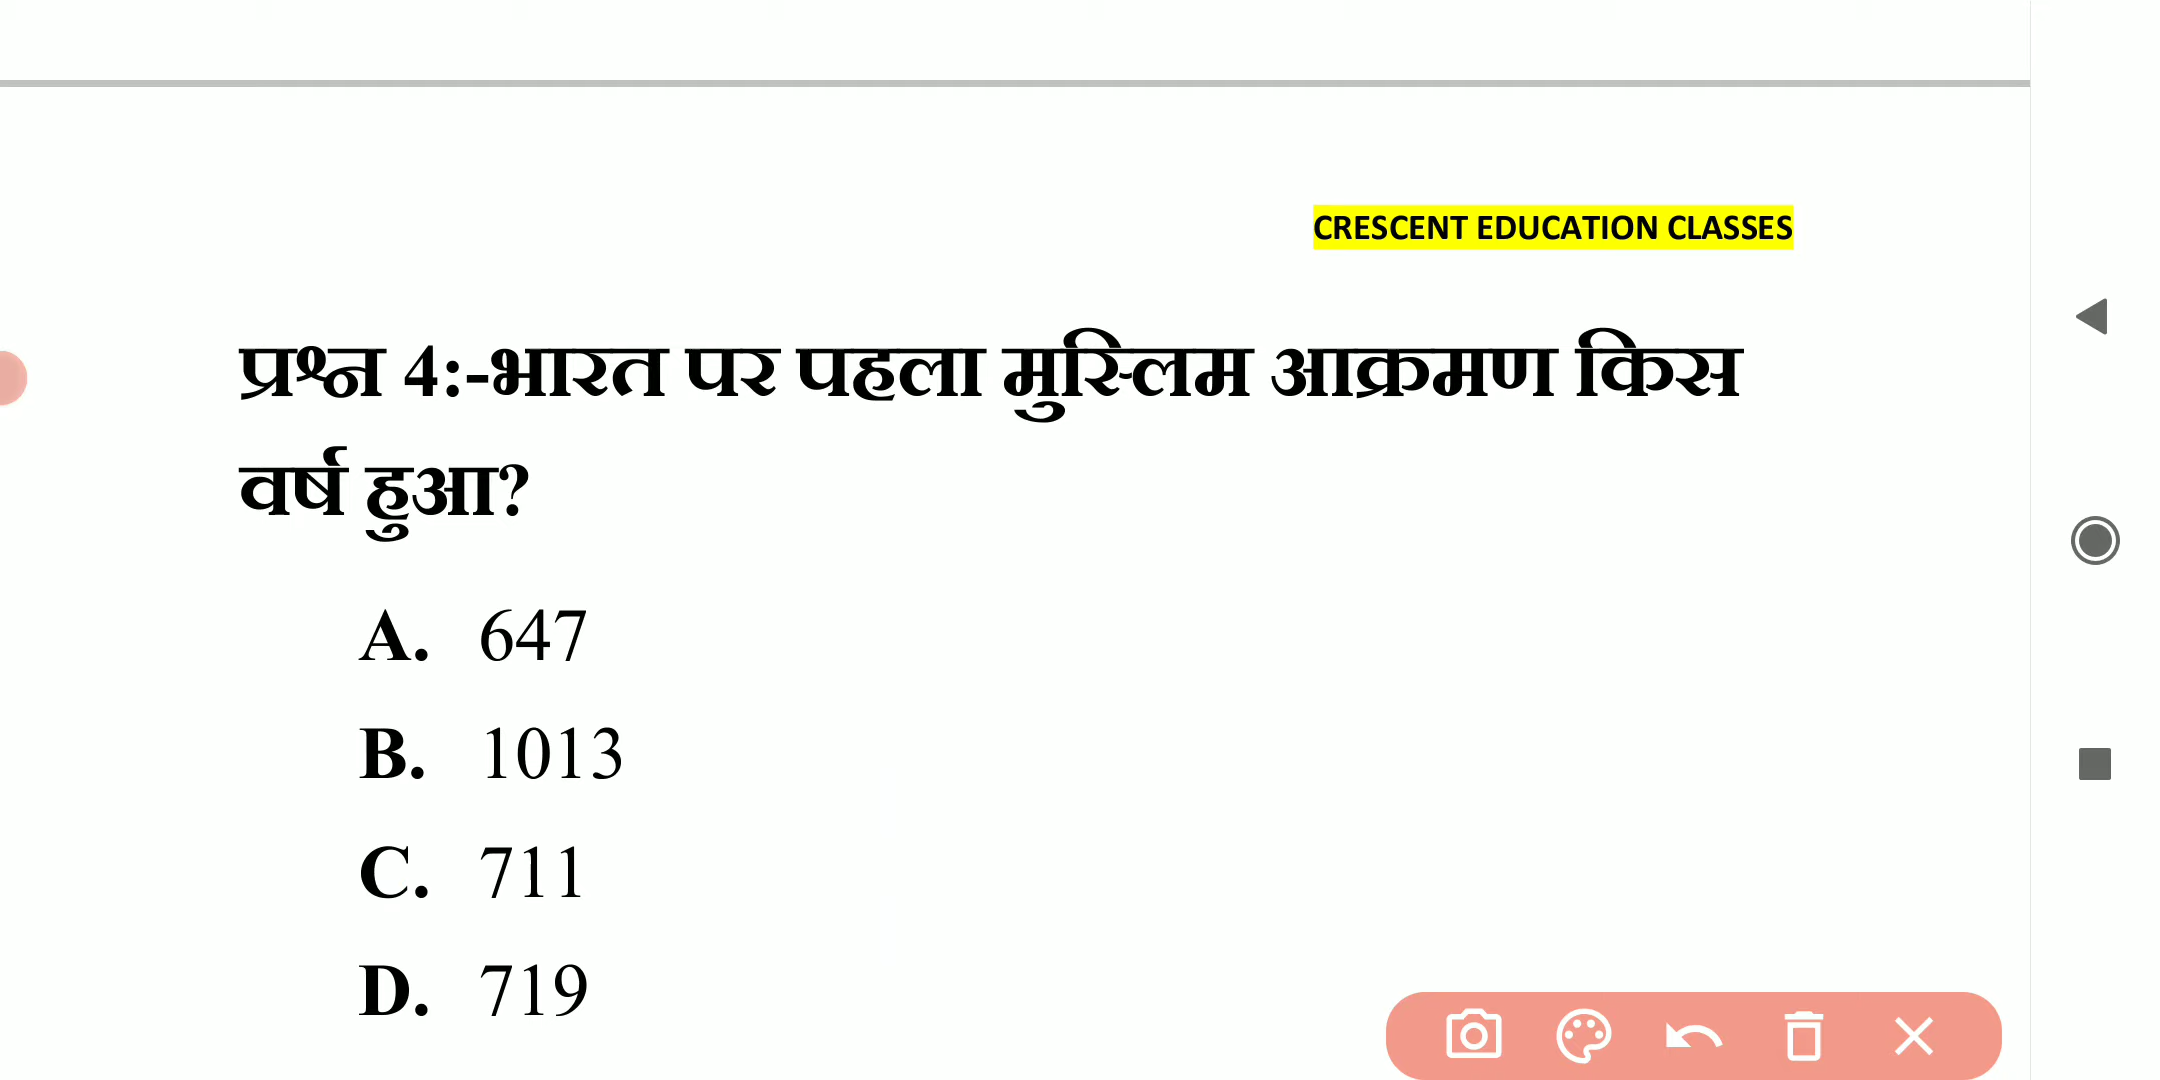 CRESCENT EDUCATION CLASSES
प्रश्न 4:-भारत पर पहला मुस्लिम आक्रमण किस
वर्ष हुआ?
A. 647
B. 1013
C. 711
D. 719